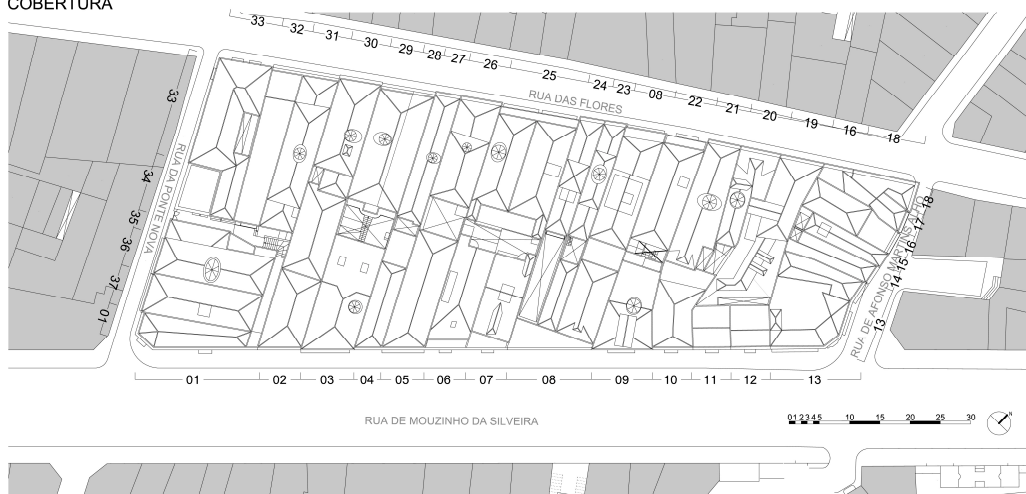 COBERTURA
33 32 31 30 29 28 27 26 25 24 23 08 22 21 20 19 16 18
RUA DAS FLORES
33
34
35
36
37
01
RUA DA PONTE NOVA
18
17
16
15
14
13
RUA DE AFONSO MARTINS
01 02 03 04 05 06 07 08 09 10 11 12 13
RUA DE MOUZINHO DA SILVEIRA
0 1 2 3 4 5 10 15 20 25 30
N